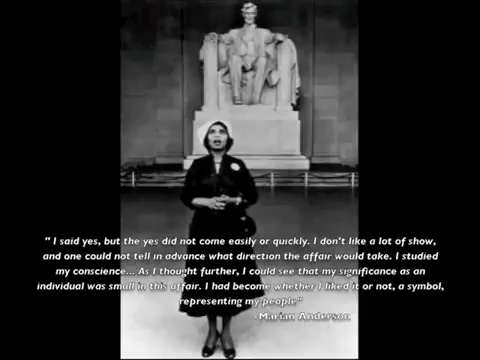 " I said yes, but the yes did not come easily or quickly. I don't like a lot of show,
and one could not tell in advance what direction the affair would take. I studied
my conscience... As I thought further, I could see that my significance as an
individual was small in this affair. I had become whether I liked it or not, a symbol,
representing my people"
-Marian Anderson